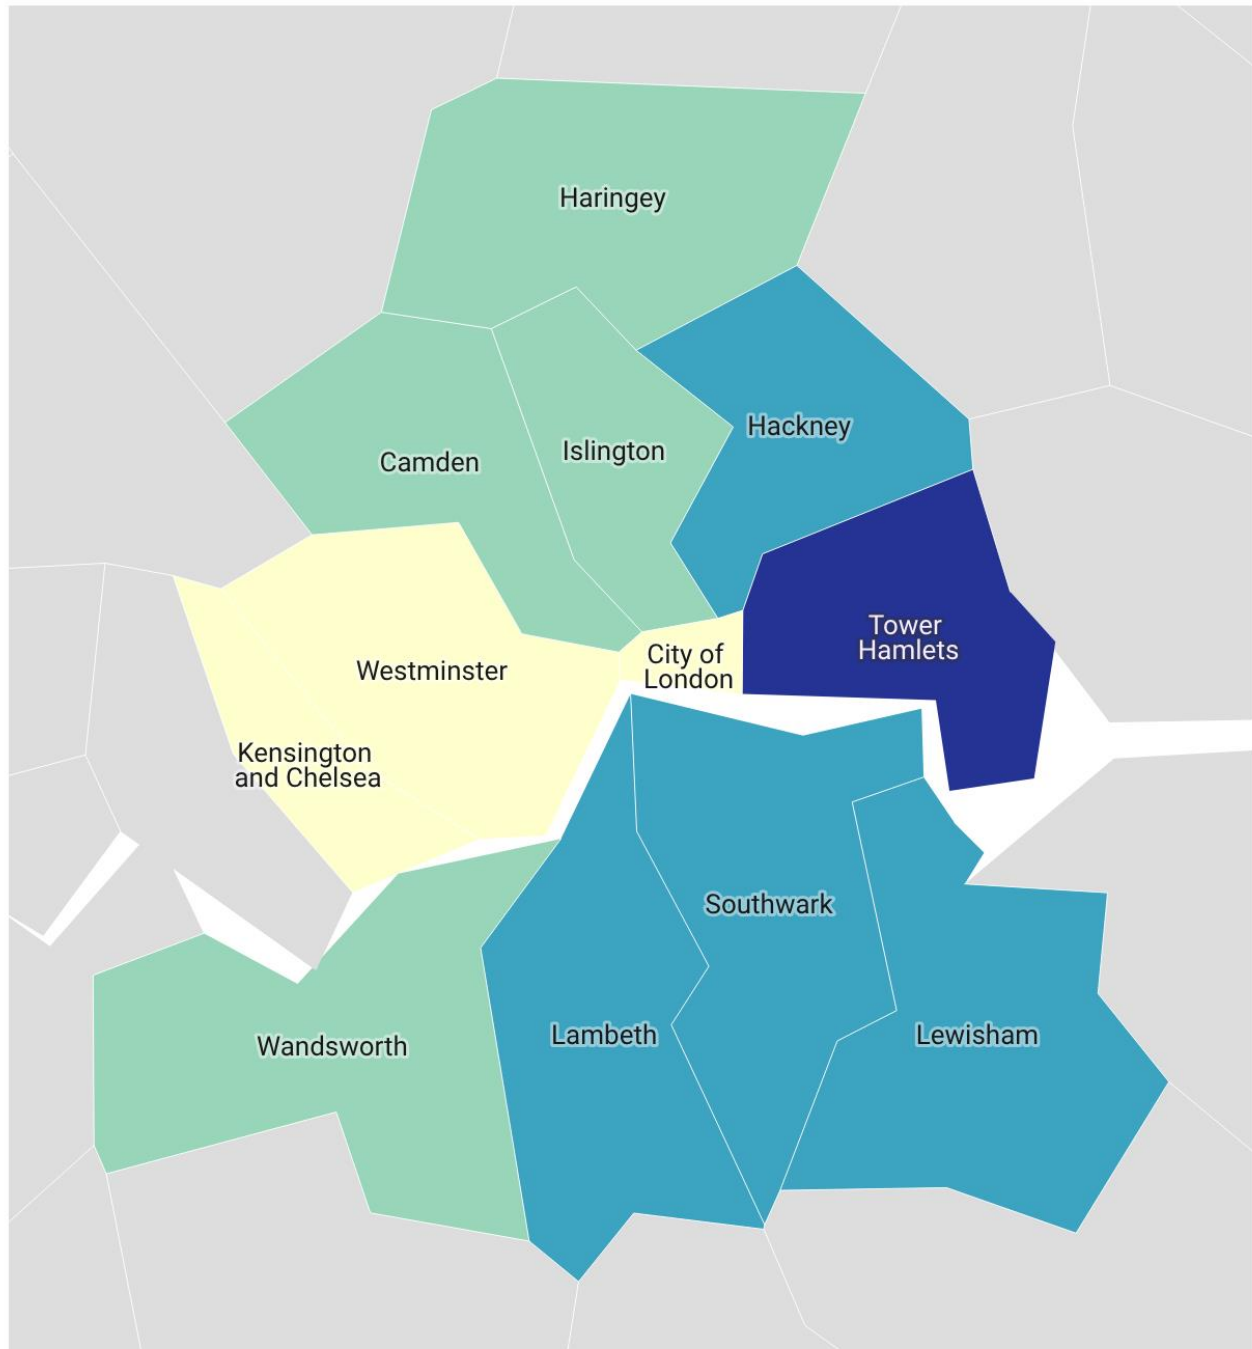 Haringey
Hackney
Islington
Camden
Tower
Hamlets
City of
London
Westminster
Kensington
and Chelsea
Southwark
Lambeth
Lewisham
Wandsworth